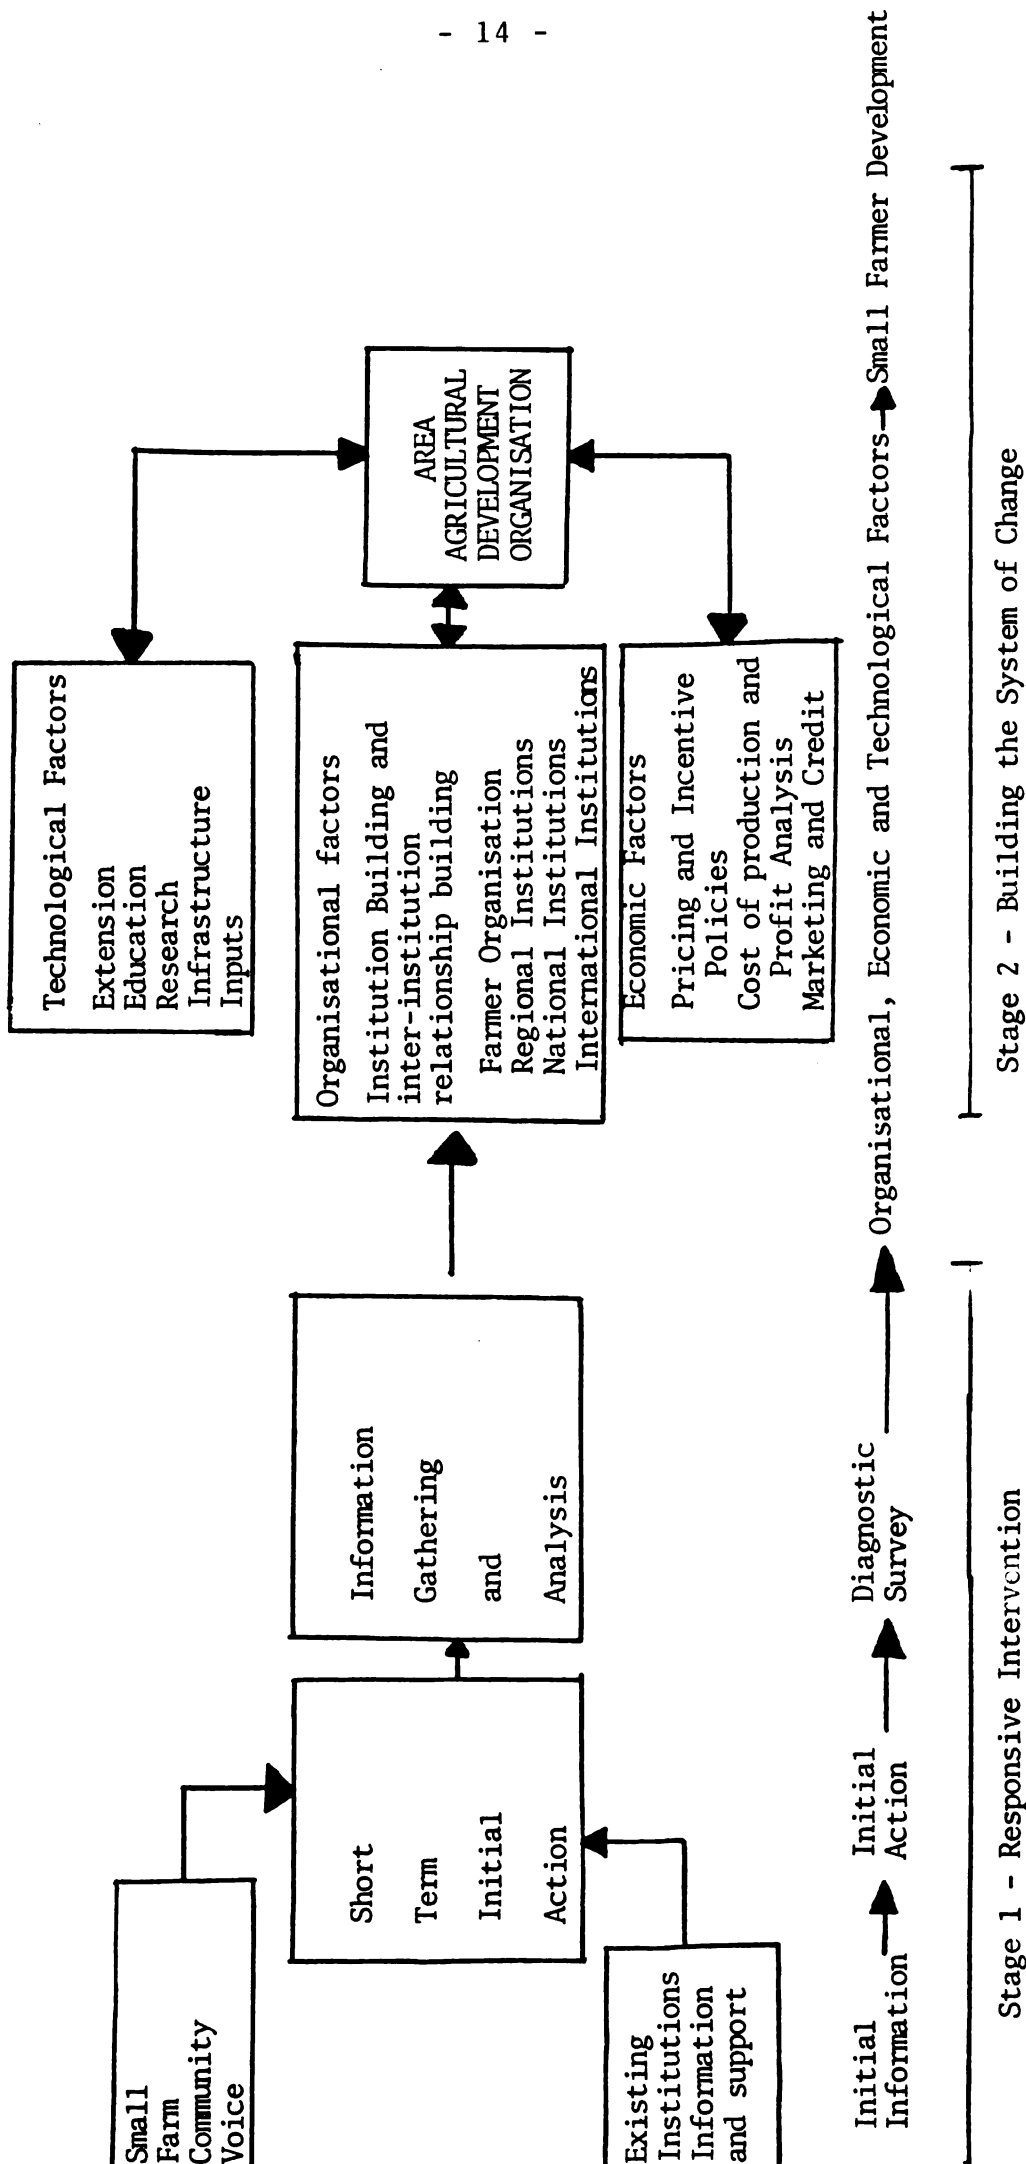 - 14 -
Small
Farm
Community
Voice
Existing
Institutions
Information
and support
Short
Term
Initial
Action
Information
Gathering
and
Analysis
Technological Factors
Extension
Education
Research
Infrastructure
Inputs
Organisational factors
Institution Building and
inter-institution
relationship building
Farmer Organisation
Regional Institutions
National Institutions
International Institutions
Economic Factors
Pricing and Incentive
Policies
Cost of production and
Profit Analysis
Marketing and Credit
AREA
AGRICULTURAL
DEVELOPMENT
ORGANISATION
Initial
Information
Initial
Action
Diagnostic
Survey
Organisational, Economic and Technological Factors
Small Farmer Development
Stage 1 - Responsive Intervention
Stage 2 - Building the System of Change